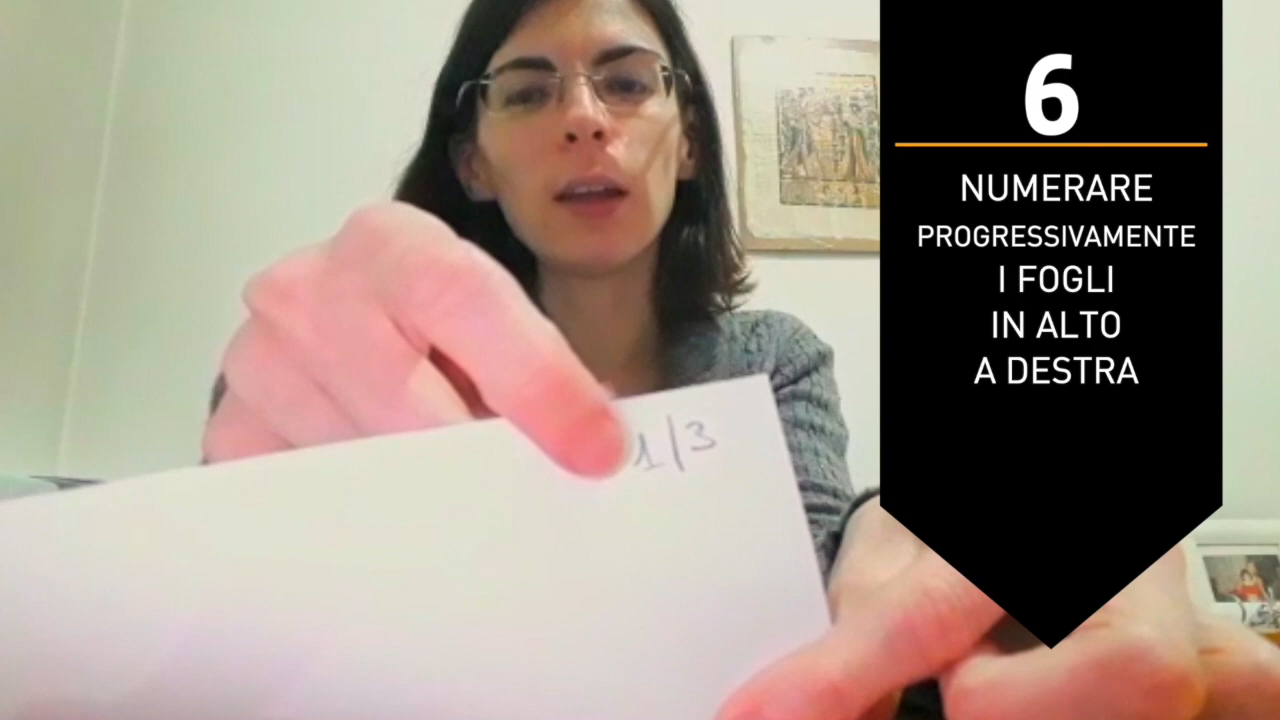 6
NUMERARE
PROGRESSIVAMENTE
I FOGLI
IN ALTO
A DESTRA
1/3